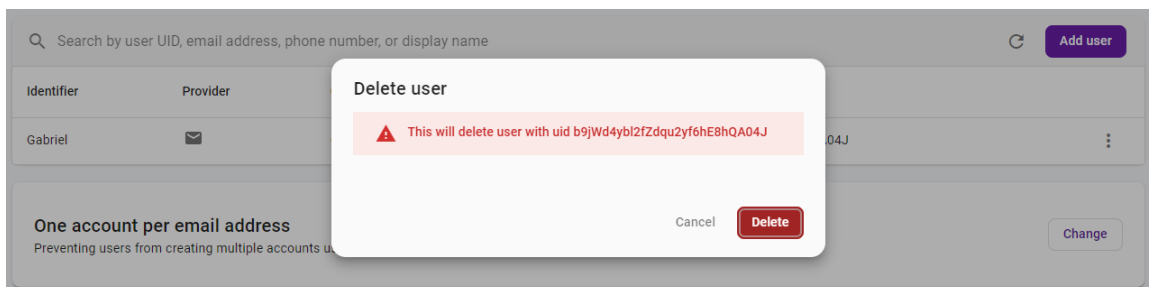 Search by user UID, email address, phone number, or display name
Add user
Identifier
Provider
Gabriel
04J
Delete user
This will delete user with uid b9jWd4ybl2fZdqu2yf6hE8hQA04J
Cancel
Delete
One account per email address
Preventing users from creating multiple accounts
Change